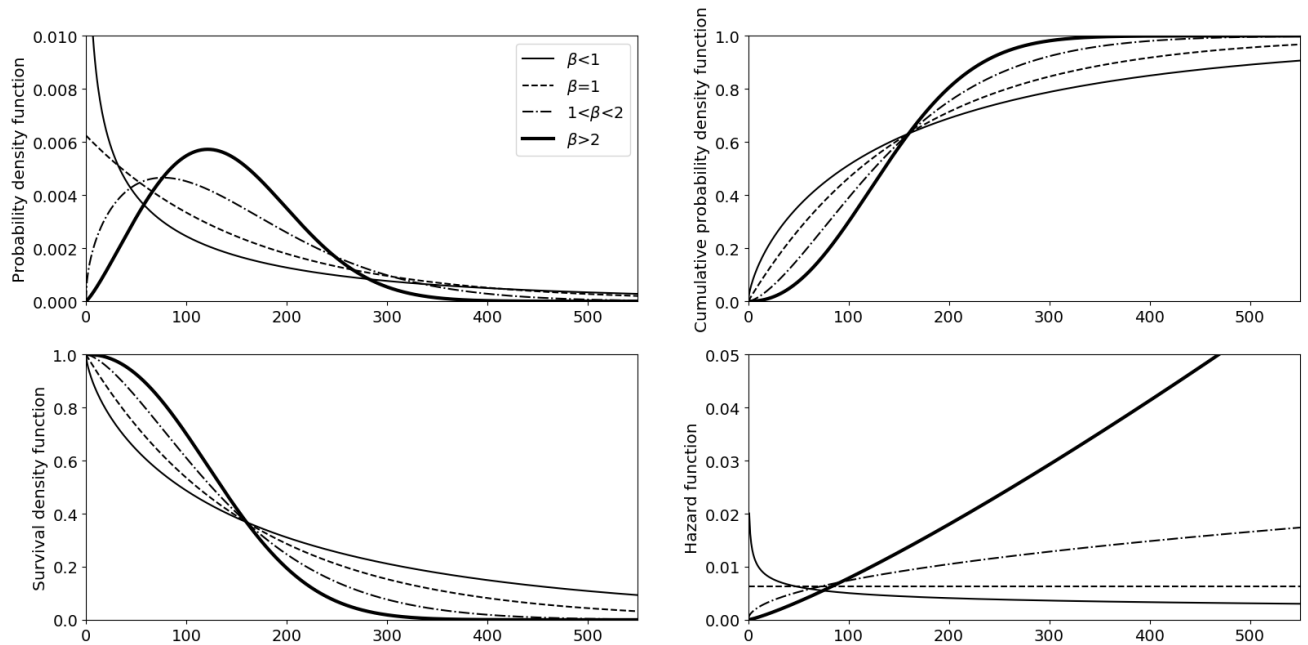 Probability density function
0.010
0.008
0.006
0.004
0.002
0.000
0 100 200 300 400 500
β<1
β=1
1<β<2
β>2
Cumulative probability density function
1.0
0.8
0.6
0.4
0.2
0.0
0 100 200 300 400 500
Survival density function
1.0
0.8
0.6
0.4
0.2
0.0
0 100 200 300 400 500
Hazard function
0.05
0.04
0.03
0.02
0.01
0.00
0 100 200 300 400 500